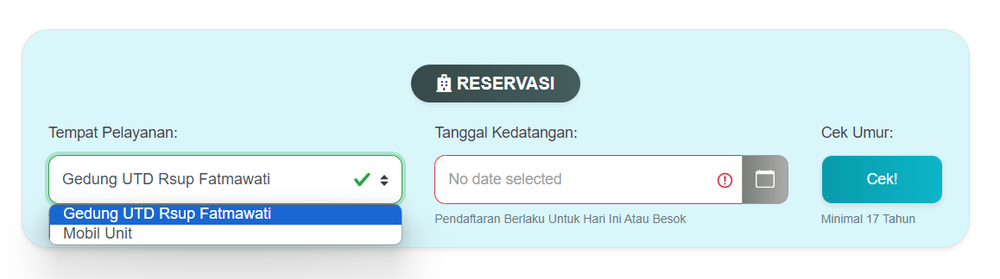 RESERVASI
Tempat Pelayanan:
Tanggal Kedatangan:
Cek Umur:
Gedung UTD Rsup Fatmawati
No date selected
Cek!
Gedung UTD Rsup Fatmawati
Mobil Unit
Pendaftaran Berlaku Untuk Hari Ini Atau Besok
Minimal 17 Tahun